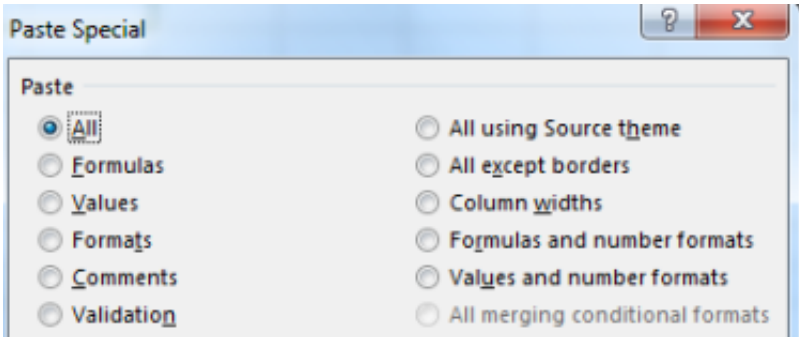 Paste Special
?
Paste
All
Formulas
Values
Formats
Comments
Validation
All using Source theme
All except borders
Column widths
Formulas and number formats
Values and number formats
All merging conditional formats